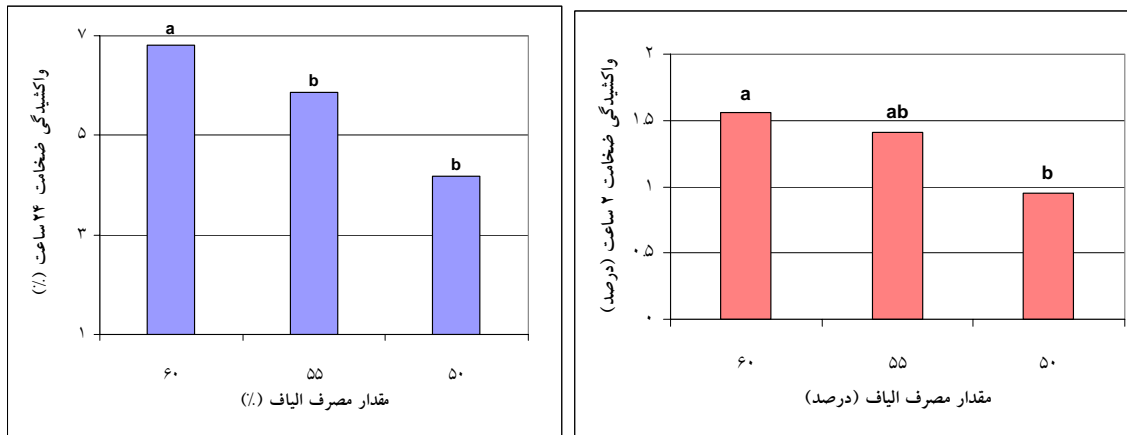 واکشیدگی ضخامت ۲۴ ساعت (٪)
۷
۵
۳
۱
a
b
b
۶۰ ۵۵ ۵۰
مقدار مصرف الیاف (٪)
واکشیدگی ضخامت ۲ ساعت (درصد)
۲
۱.۵
۱
۰.۵
۰
a
ab
b
۶۰ ۵۵ ۵۰
مقدار مصرف الیاف (درصد)